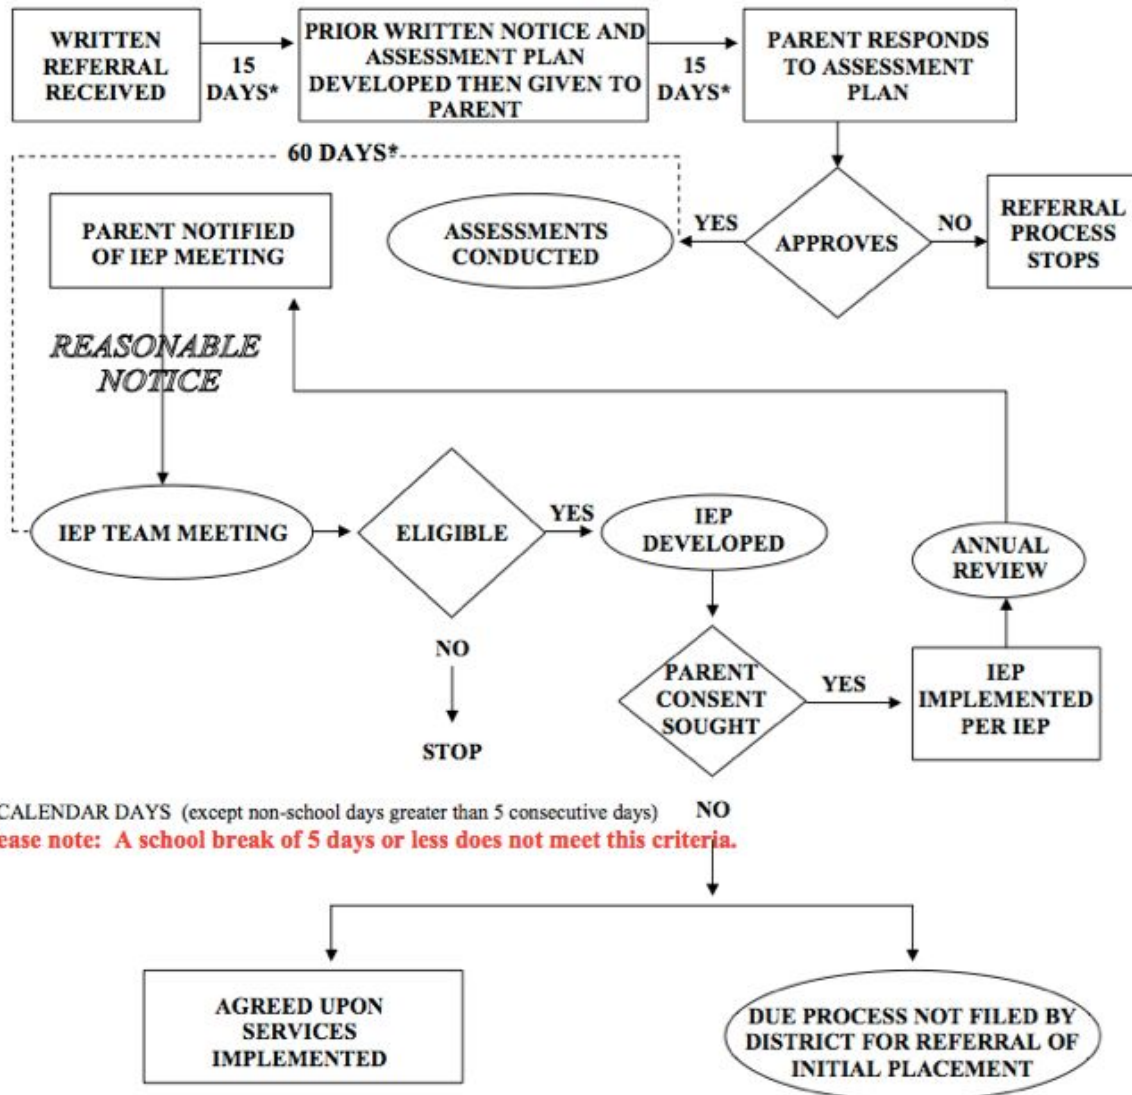 WRITTEN
REFERRAL
RECEIVED
15
DAYS*
PRIOR WRITTEN NOTICE AND
ASSESSMENT PLAN
DEVELOPED THEN GIVEN TO
PARENT
15
DAYS*
PARENT RESPONDS
TO ASSESSMENT
PLAN
60 DAYS*
PARENT NOTIFIED
OF IEP MEETING
ASSESSMENTS
CONDUCTED
YES
APPROVES
NO
REFERRAL
PROCESS
STOPS
REASONABLE
NOTICE
IEP TEAM MEETING
ELIGIBLE
YES
IEP
DEVELOPED
ANNUAL
REVIEW
NO
STOP
PARENT
CONSENT
SOUGHT
YES
IEP
IMPLEMENTED
PER IEP
CALENDAR DAYS (except non-school days greater than 5 consecutive days)
NO
ease note: A school break of 5 days or less does not meet this criteria.
AGREED UPON
SERVICES
IMPLEMENTED
DUE PROCESS NOT FILED BY
DISTRICT FOR REFERRAL OF
INITIAL PLACEMENT